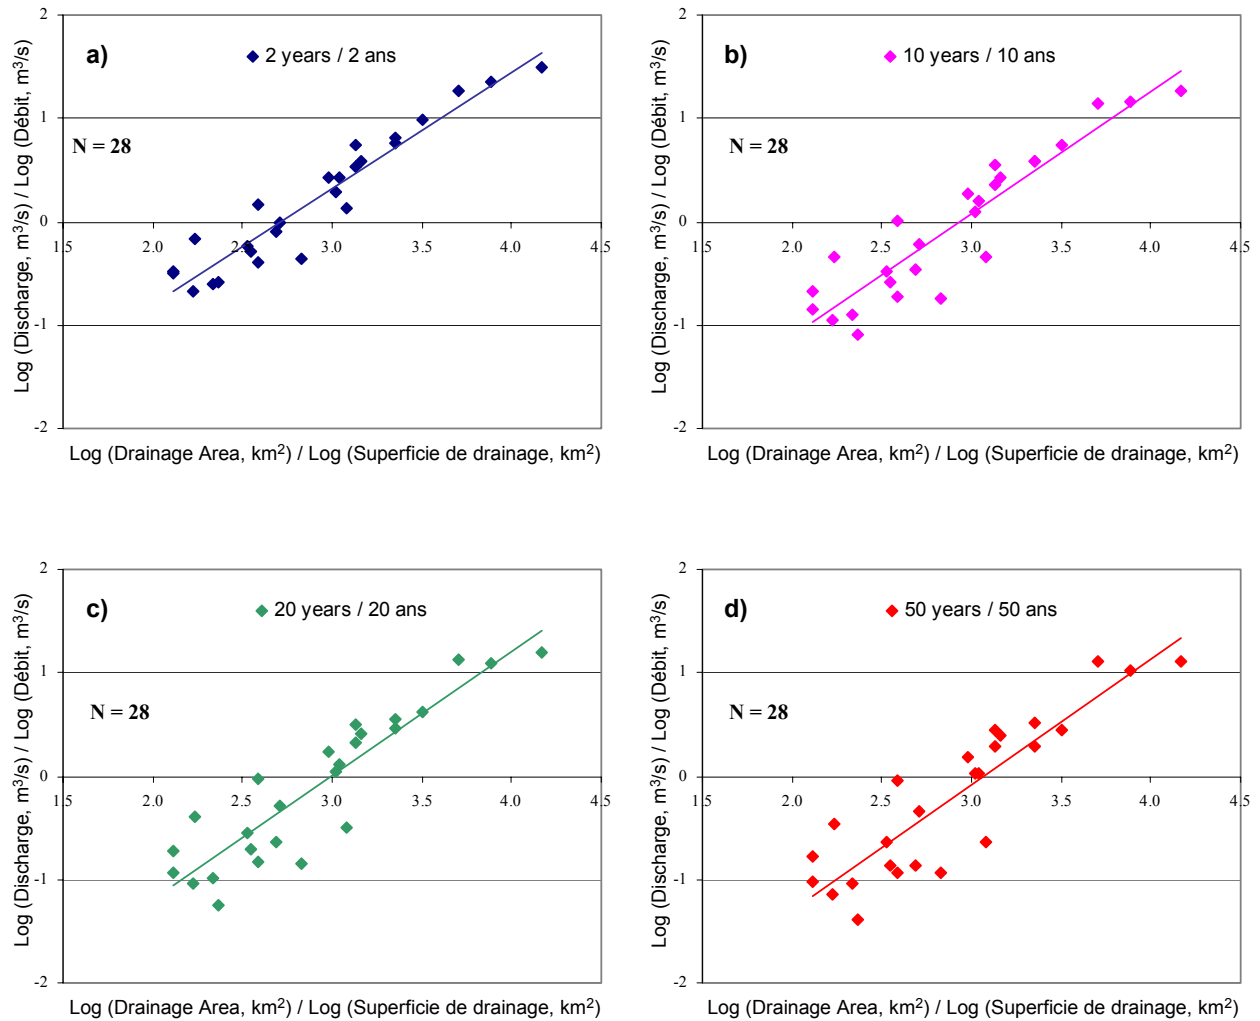 2
a)
2 years / 2 ans
1
N = 28
0
1.5 2.0 2.5 3.0 3.5 4.0 4.5
-1
-2
Log (Discharge, m³/s) / Log (Débit, m³/s)
Log (Drainage Area, km²) / Log (Superficie de drainage, km²)
2
b)
10 years / 10 ans
1
N = 28
0
1.5 2.0 2.5 3.0 3.5 4.0 4.5
-1
-2
Log (Discharge, m³/s) / Log (Débit, m³/s)
Log (Drainage Area, km²) / Log (Superficie de drainage, km²)
2
c)
20 years / 20 ans
1
N = 28
0
1.5 2.0 2.5 3.0 3.5 4.0 4.5
-1
-2
Log (Discharge, m³/s) / Log (Débit, m³/s)
Log (Drainage Area, km²) / Log (Superficie de drainage, km²)
2
d)
50 years / 50 ans
1
N = 28
0
1.5 2.0 2.5 3.0 3.5 4.0 4.5
-1
-2
Log (Discharge, m³/s) / Log (Débit, m³/s)
Log (Drainage Area, km²) / Log (Superficie de drainage, km²)